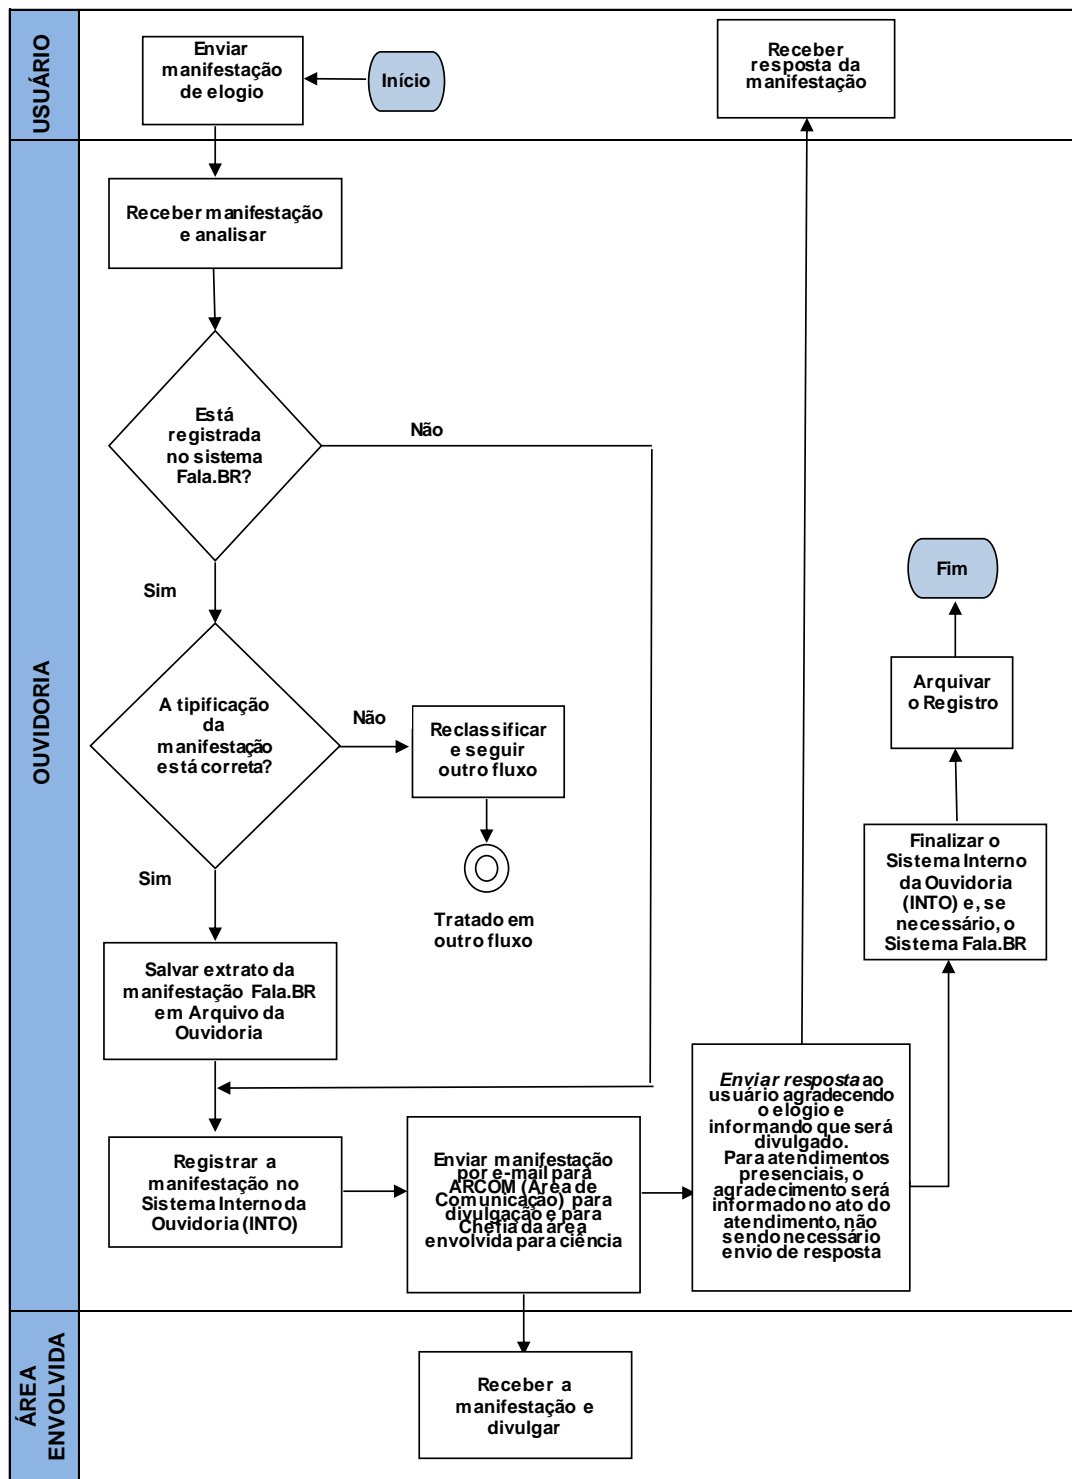 USUÁRIO
Enviar
manifestação
de elogio
Início
Receber
resposta da
manifestação
OUVIDORIA
Receber manifestação
e analisar
Está
registrada
no sistema
Fala.BR?
Não
Sim
A tipificação
da
manifestação
está correta?
Não
Reclassificar
e seguir
outro fluxo
Tratado em
outro fluxo
Sim
Salvar extrato da
manifestação Fala.BR
em Arquivo da
Ouvidoria
Registrar a
manifestação no
Sistema Interno da
Ouvidoria (INTO)
Enviar manifestação
por e-mail para
ARCOM (Área de
Comunicação) para
divulgação e para
Chefia da área
envolvida para ciência
Enviar resposta ao
usuário agradecendo
o elogio e
informando que será
divulgado.
Para atendimentos
presenciais, o
agradecimento será
informado no ato do
atendimento, não
sendo necessário
envio de resposta
Finalizar o
Sistema Interno
da Ouvidoria
(INTO) e, se
necessário, o
Sistema Fala.BR
Arquivar
o Registro
Fim
ÁREA
ENVOLVIDA
Receber a
manifestação e
divulgar